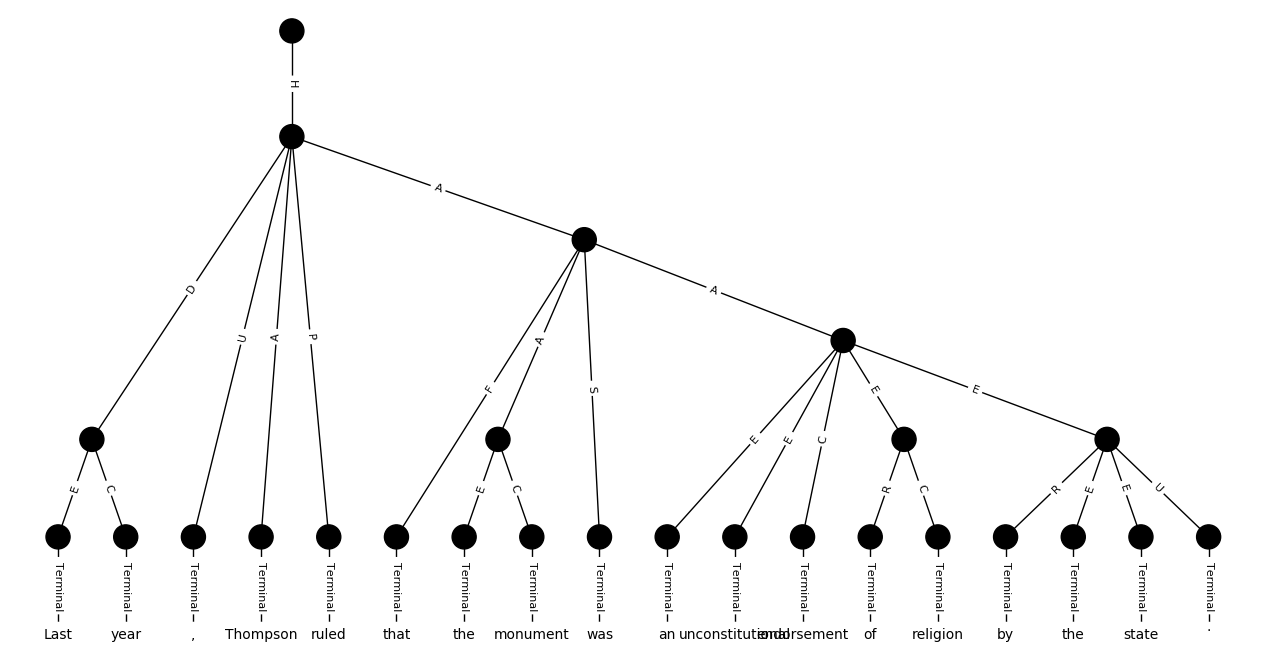 H
A
D
A
U
A
P
A
F
E
E
S
E
E
C
E
C
E
C
R
C
R
E
E
U
Terminal Terminal Terminal Terminal Terminal Terminal Terminal Terminal Terminal Terminal Terminal Terminal Terminal Terminal Terminal Terminal Terminal Terminal
Last year , Thompson ruled that the monument was an unconstitutional endorsement of religion by the state .